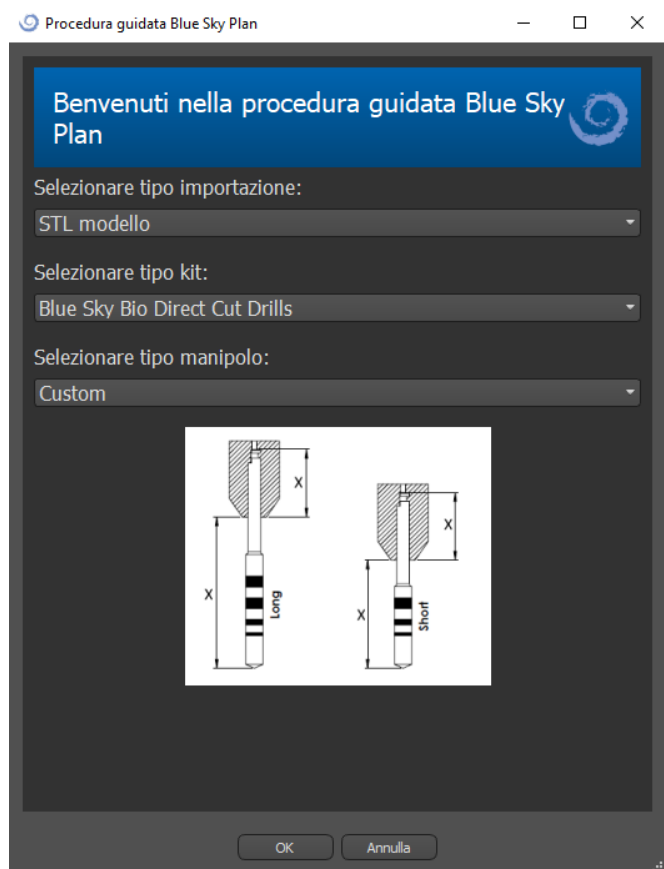 Procedura guidata Blue Sky Plan
Benvenuti nella procedura guidata Blue Sky
Plan
Selezionare tipo importazione:
STL modello
Selezionare tipo kit:
Blue Sky Bio Direct Cut Drills
Selezionare tipo manipolo:
Custom
X
X
Long
X
X
Short
OK
Annulla